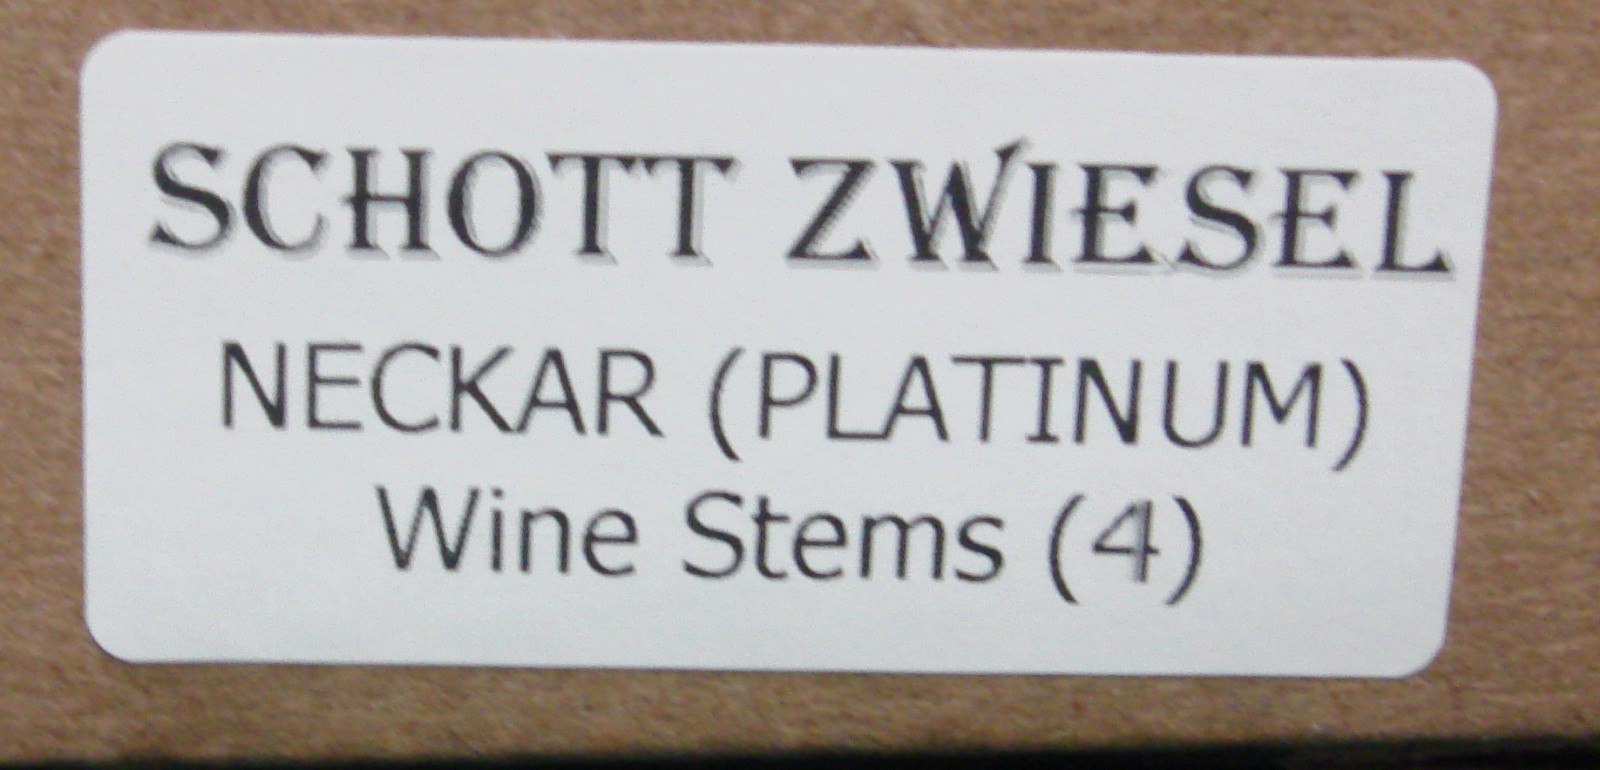 SCHOTT ZWIESEL
NECKAR (PLATINUM)
Wine Stems (4)